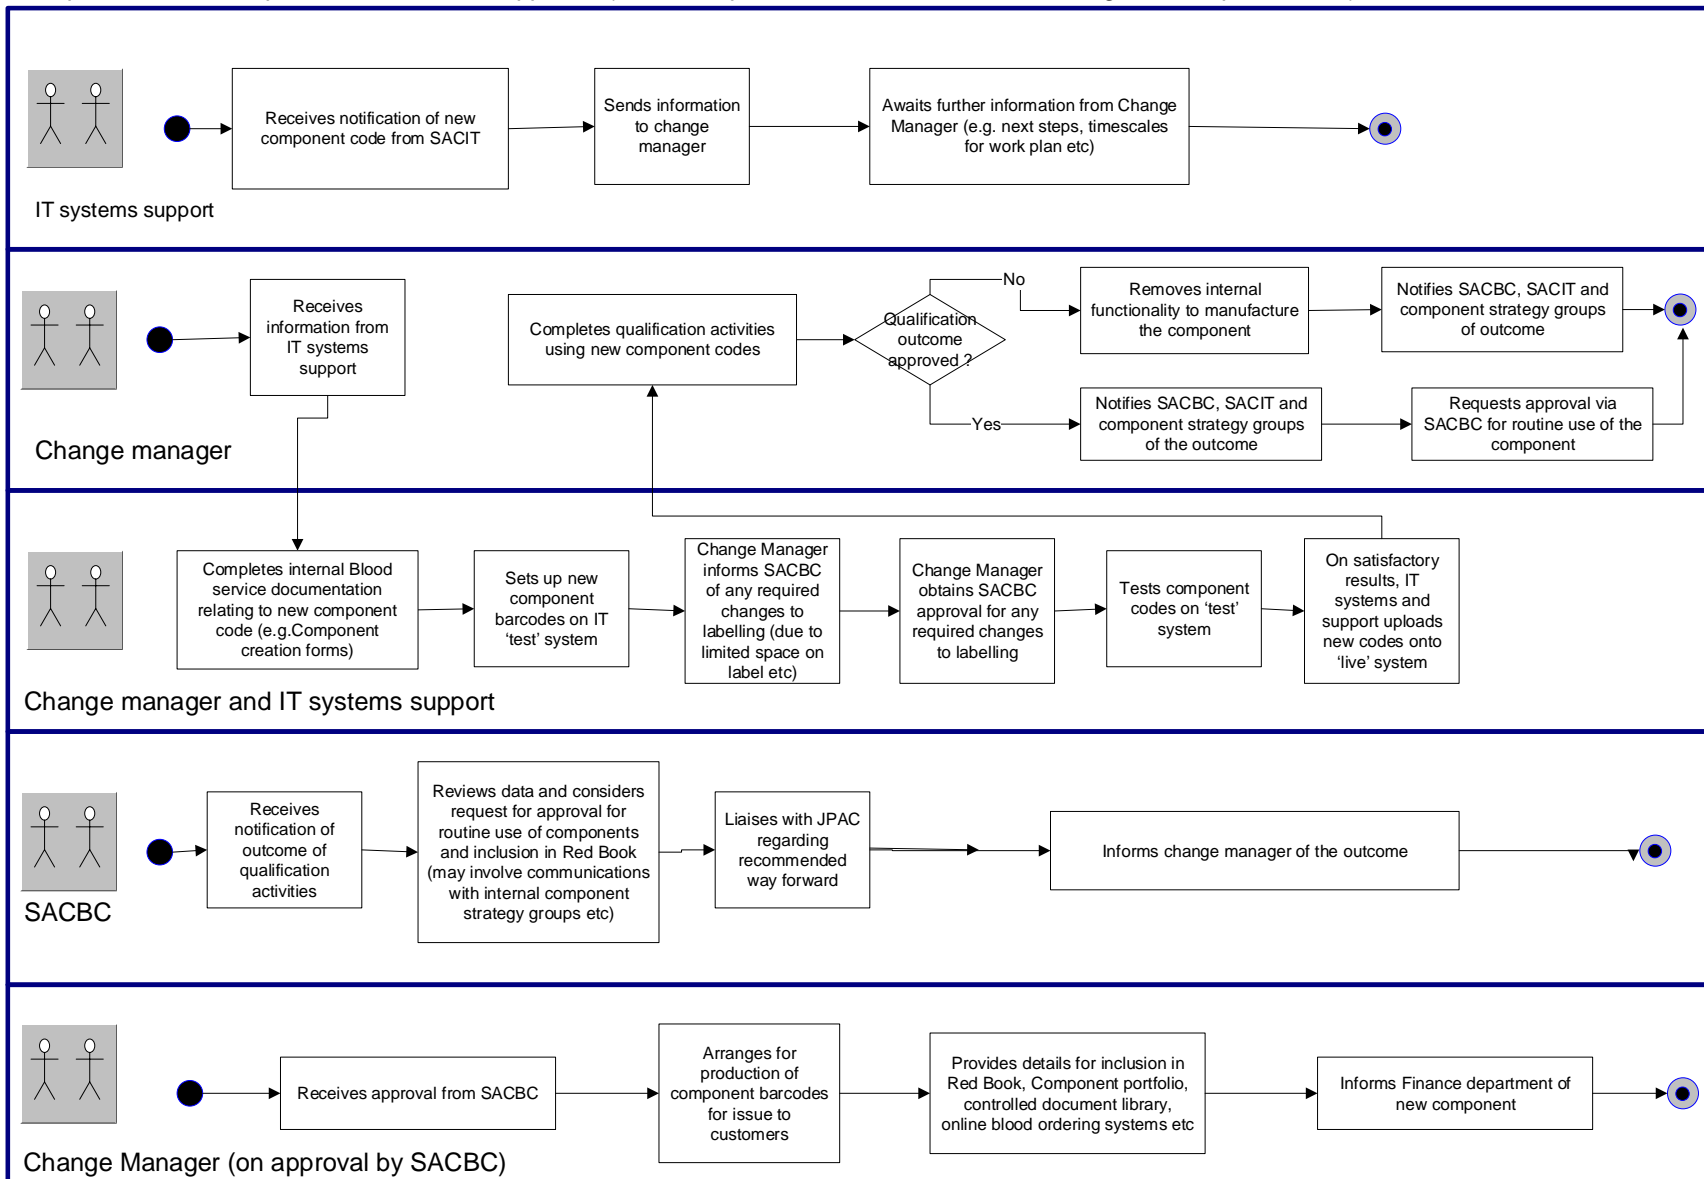 Receives notification of new
component code from SACIT
Sends information
to change
manager
Awaits further information from Change
Manager (e.g. next steps, timescales
for work plan etc)
IT systems support
Receives
information from
IT systems
support
Completes qualification activities
using new component codes
Qualification
outcome
approved ?
No
Yes
Removes internal
functionality to manufacture
the component
Notifies SACBC, SACIT and
component strategy groups
of outcome
Notifies SACBC, SACIT and
component strategy groups
of the outcome
Requests approval via
SACBC for routine use of the
component
Change manager
Completes internal Blood
service documentation
relating to new component
code (e.g.Component
creation forms)
Sets up new
component
barcodes on IT
‘test’ system
Change Manager
informs SACBC
of any required
changes to
labelling (due to
limited space on
label etc)
Change Manager
obtains SACBC
approval for any
required changes
to labelling
Tests component
codes on ‘test’
system
On satisfactory
results, IT
systems and
support uploads
new codes onto
‘live’ system
Change manager and IT systems support
Receives
notification of
outcome of
qualification
activities
Reviews data and considers
request for approval for
routine use of components
and inclusion in Red Book
(may involve communications
with internal component
strategy groups etc)
Liaises with JPAC
regarding
recommended
way forward
Informs change manager of the outcome
SACBC
Receives approval from SACBC
Arranges for
production of
component barcodes
for issue to
customers
Provides details for inclusion in
Red Book, Component portfolio,
controlled document library,
online blood ordering systems etc
Informs Finance department of
new component
Change Manager (on approval by SACBC)